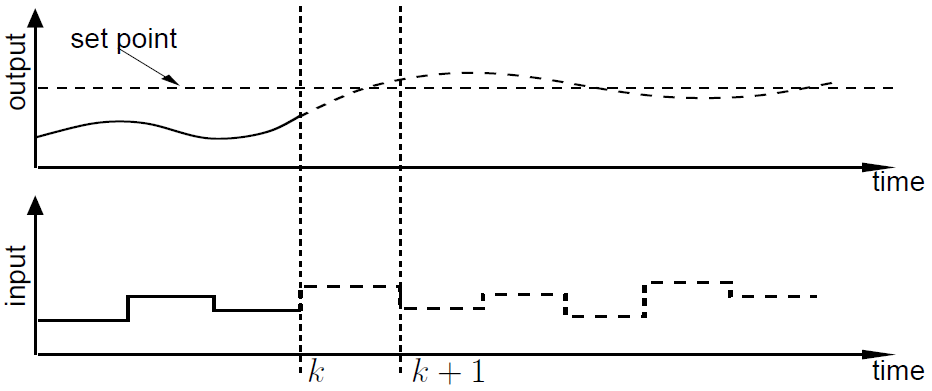 output
set point
time
input
k
k + 1
time